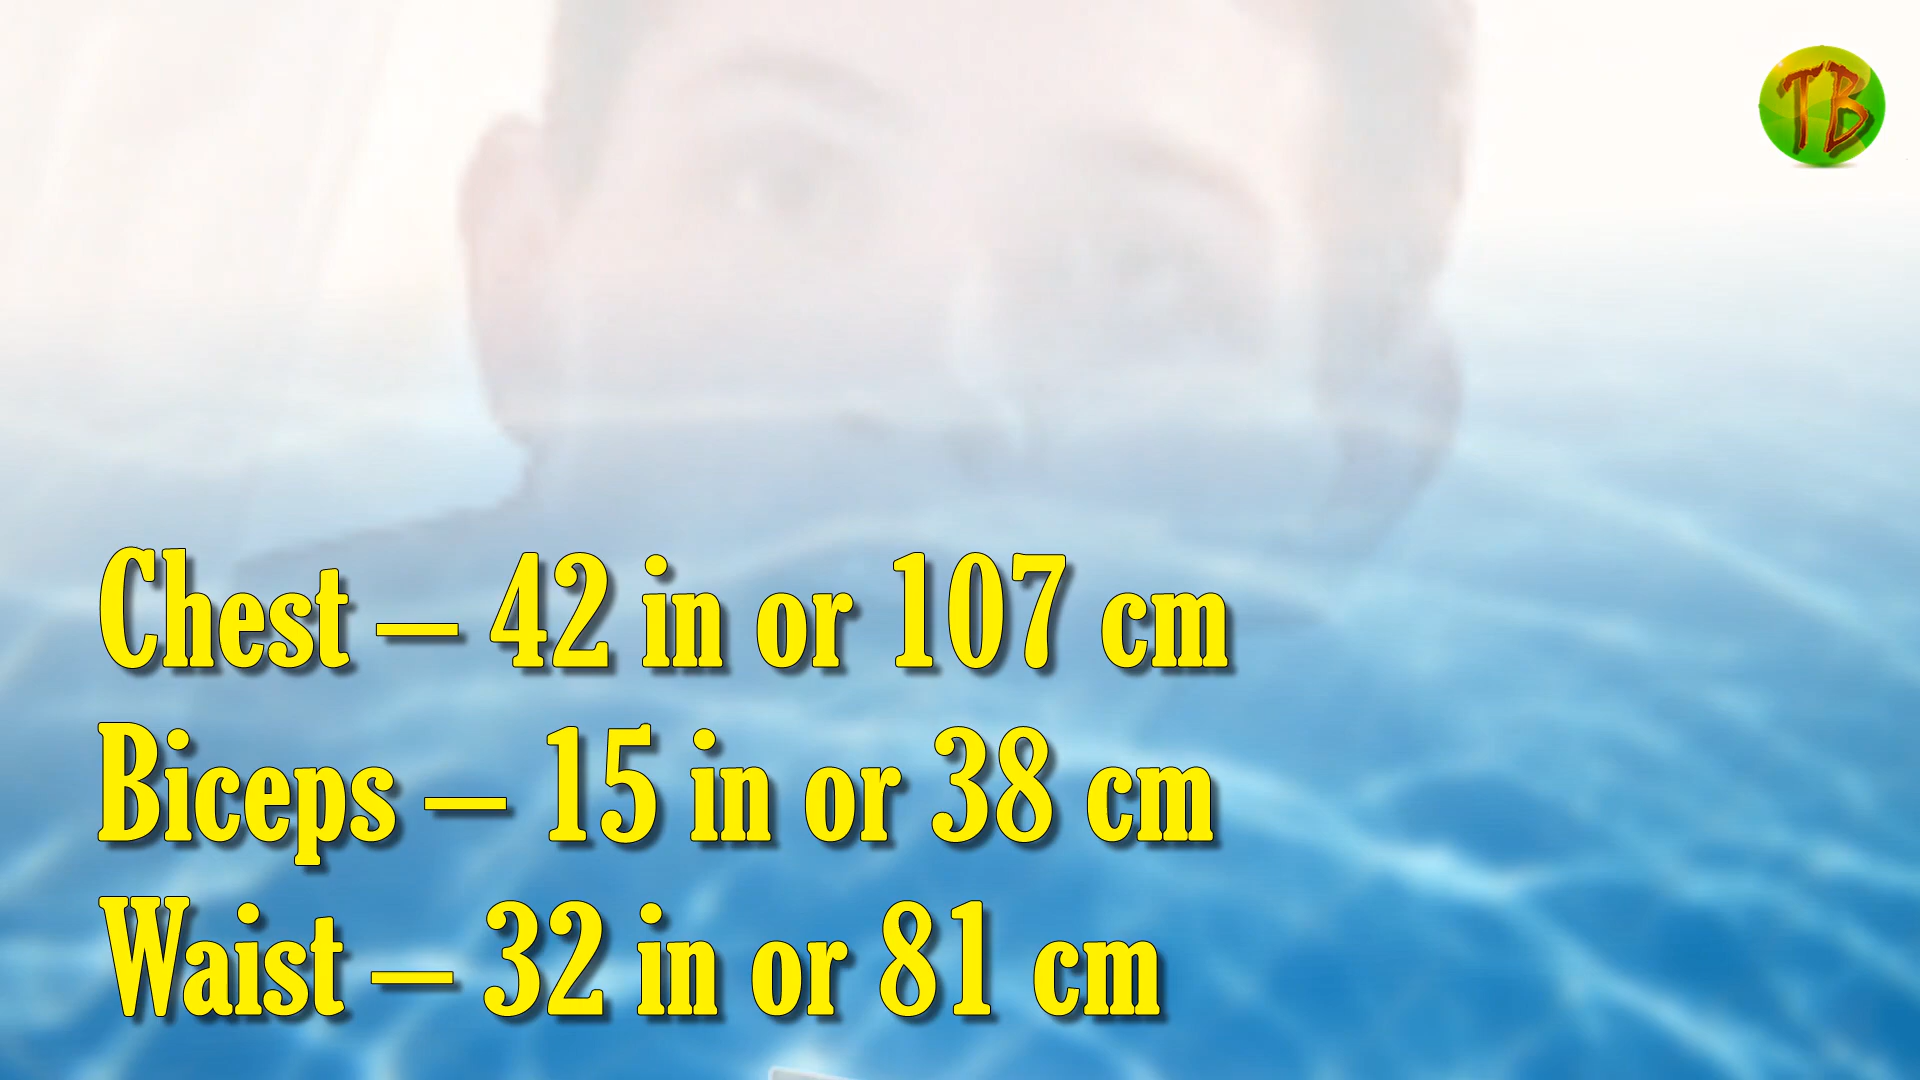 TB
Chest – 42 in or 107 cm
Biceps – 15 in or 38 cm
Waist – 32 in or 81 cm